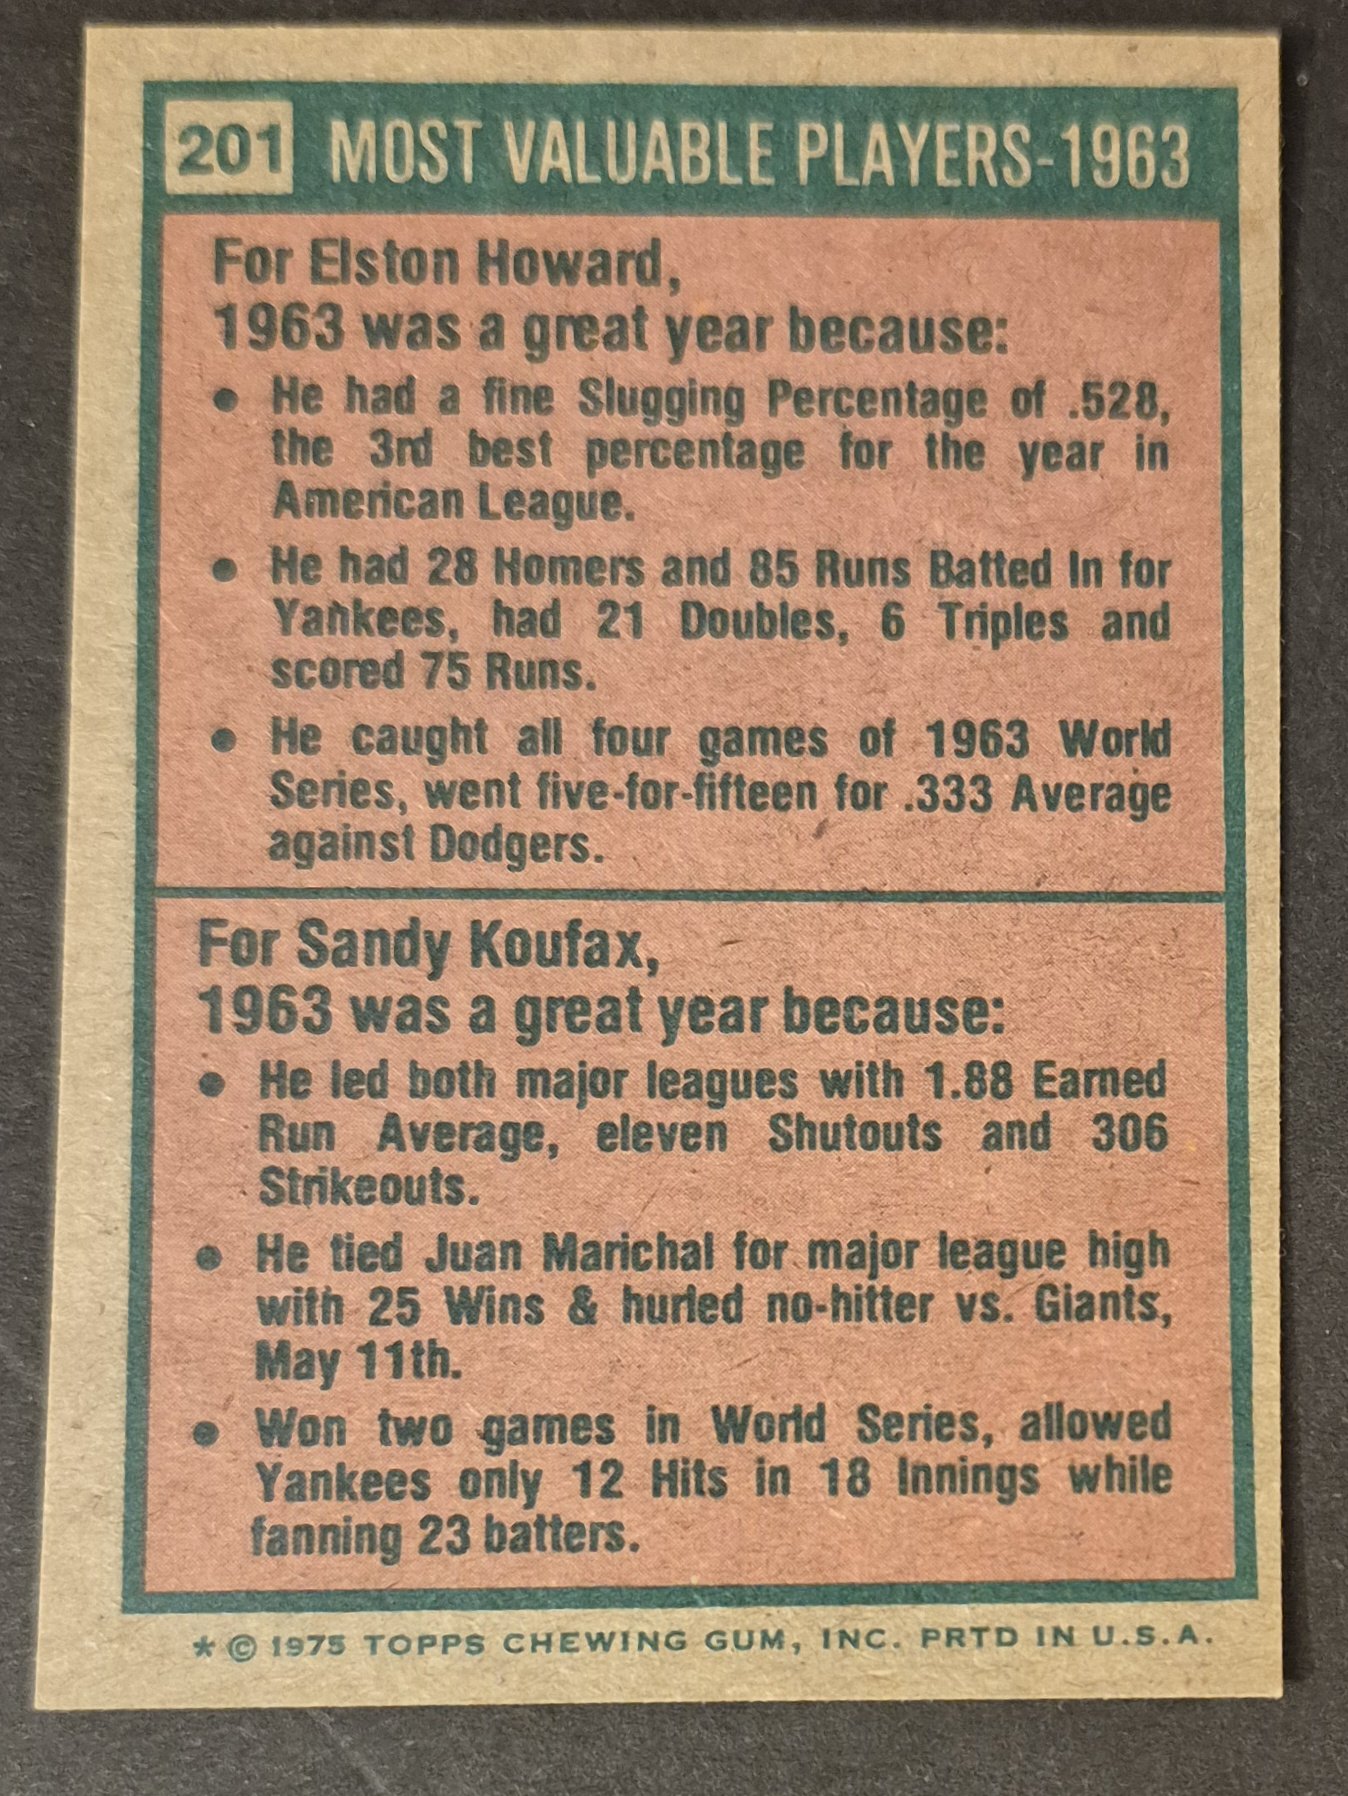 201 MOST VALUABLE PLAYERS-1963
For Elston Howard,
1963 was a great year because:
• He had a fine Slugging Percentage of .528,
the 3rd best percentage for the year in
American League.
• He had 28 Homers and 85 Runs Batted In for
Yankees, had 21 Doubles, 6 Triples and
scored 75 Runs.
• He caught all four games of 1963 World
Series, went five-for-fifteen for .333 Average
against Dodgers.
For Sandy Koufax,
1963 was a great year because:
• He led both major leagues with 1.88 Earned
Run Average, eleven Shutouts and 306
Strikeouts.
• He tied Juan Marichal for major league high
with 25 Wins & hurled no-hitter vs. Giants,
May 11th.
• Won two games in World Series, allowed
Yankees only 12 Hits in 18 Innings while
fanning 23 batters.
* © 1975 TOPPS CHEWING GUM, INC. PRTD IN U.S.A.